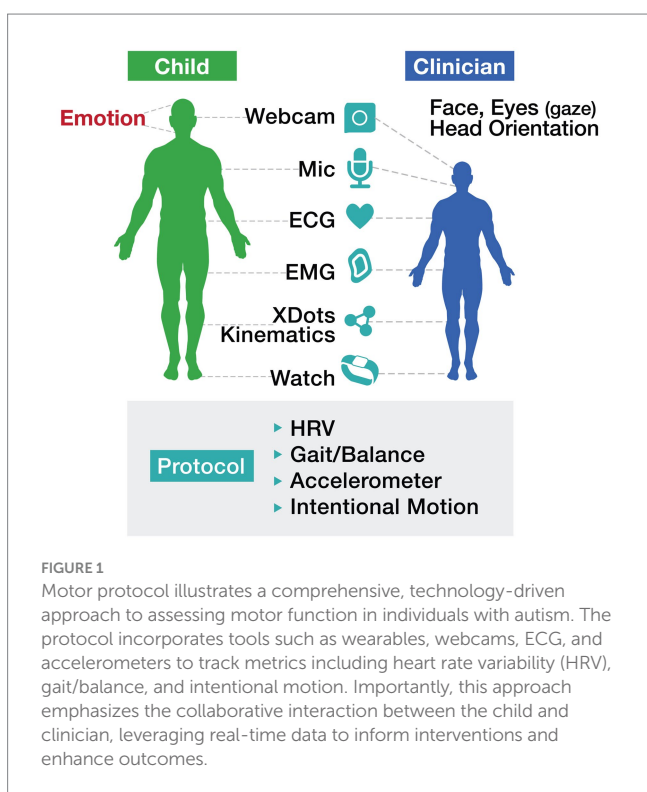 Child
Clinician
Emotion
Webcam
Face, Eyes (gaze)
Head Orientation
Mic
ECG
EMG
XDots
Kinematics
Watch
Protocol
▸ HRV
▸ Gait/Balance
▸ Accelerometer
▸ Intentional Motion
FIGURE 1
Motor protocol illustrates a comprehensive, technology-driven
approach to assessing motor function in individuals with autism. The
protocol incorporates tools such as wearables, webcams, ECG, and
accelerometers to track metrics including heart rate variability (HRV),
gait/balance, and intentional motion. Importantly, this approach
emphasizes the collaborative interaction between the child and
clinician, leveraging real-time data to inform interventions and
enhance outcomes.